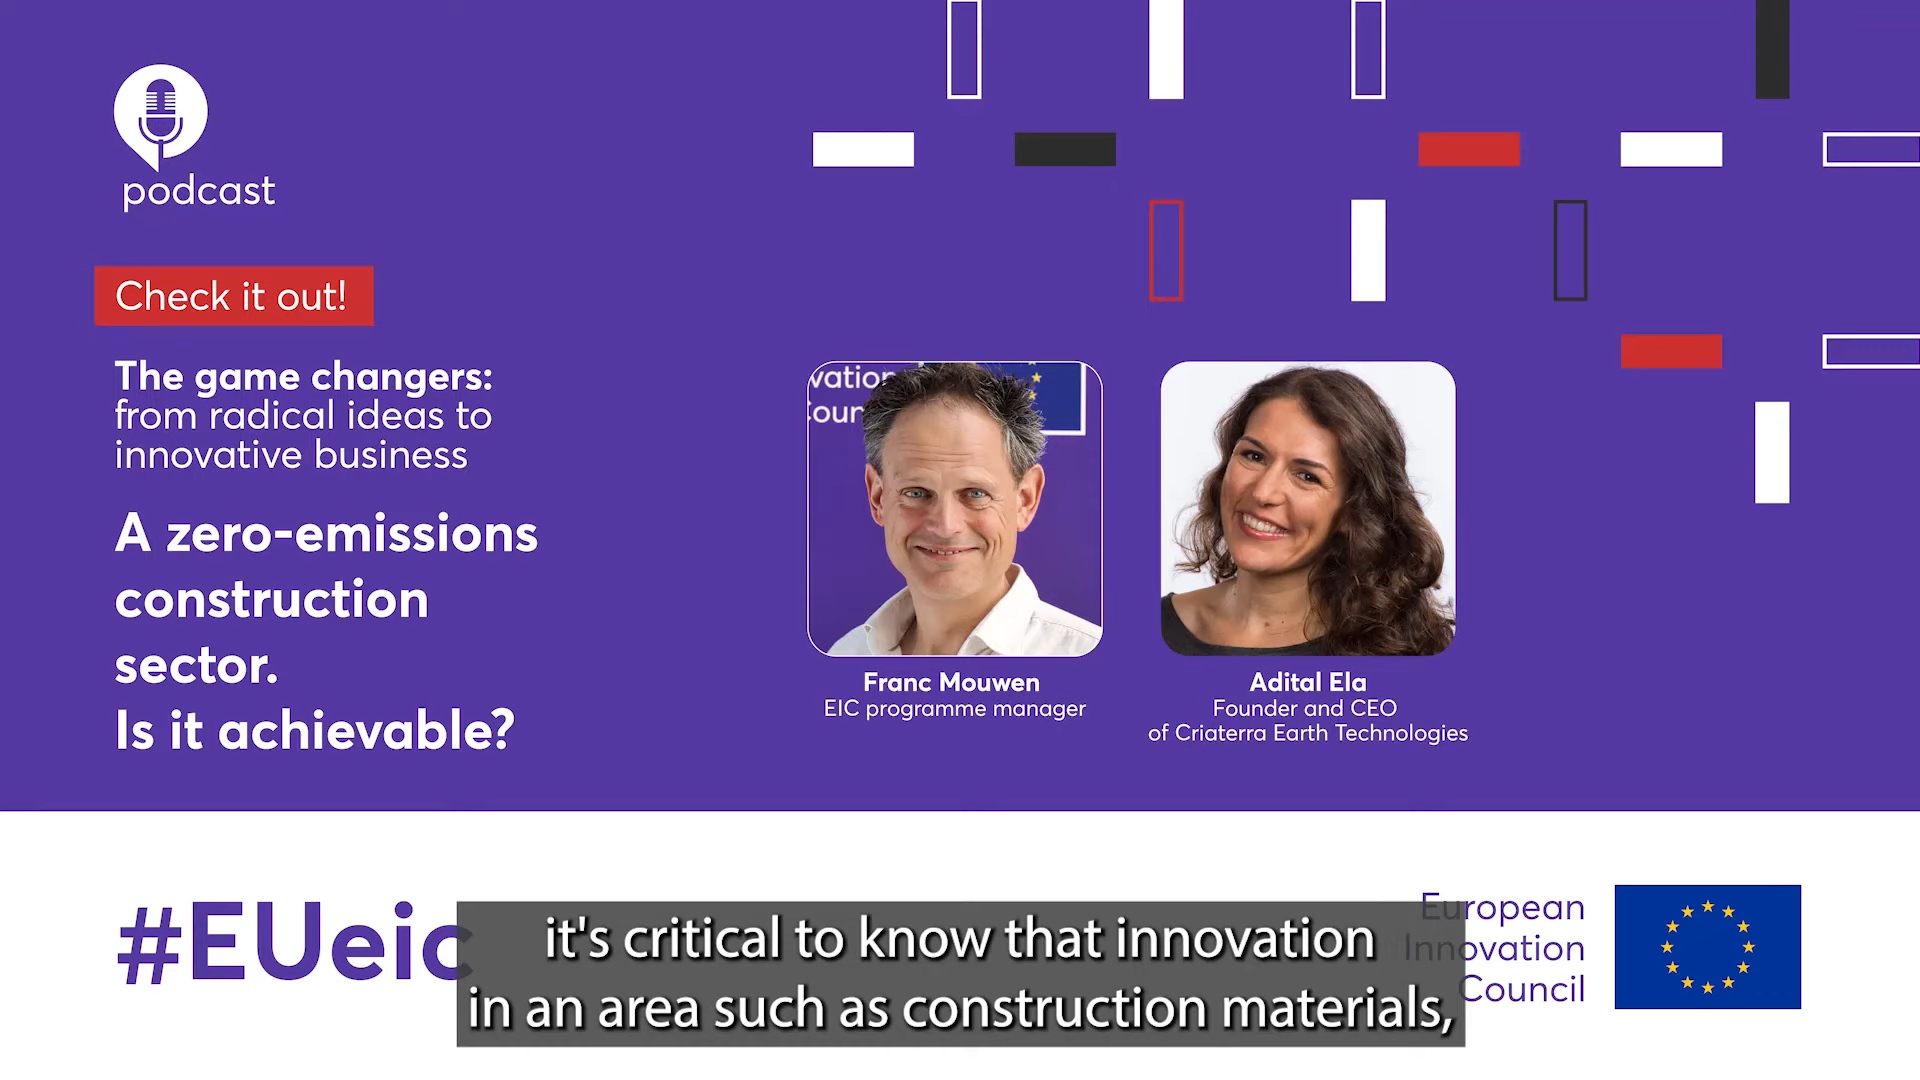 podcast
Check it out!
The game changers:
from radical ideas to
innovative business
A zero-emissions
construction
sector.
Is it achievable?
vation
Coun
Franc Mouwen
EIC programme manager
Adital Ela
Founder and CEO
of Criaterra Earth Technologies
#EUeic
European
Innovation
Council
it's critical to know that innovation
in an area such as construction materials,